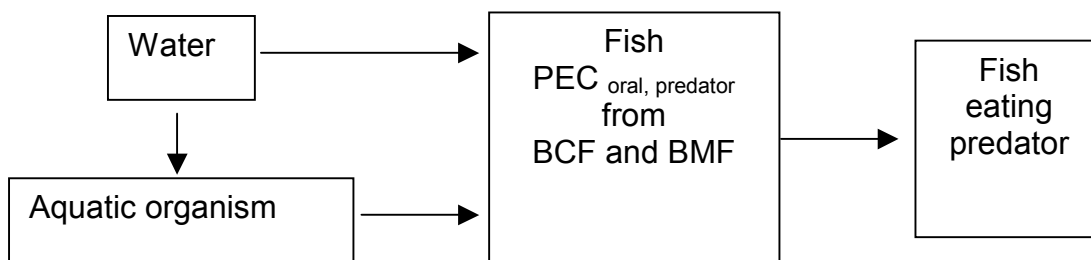 Water
Aquatic organism
Fish
PEC oral, predator
from
BCF and BMF
Fish
eating
predator